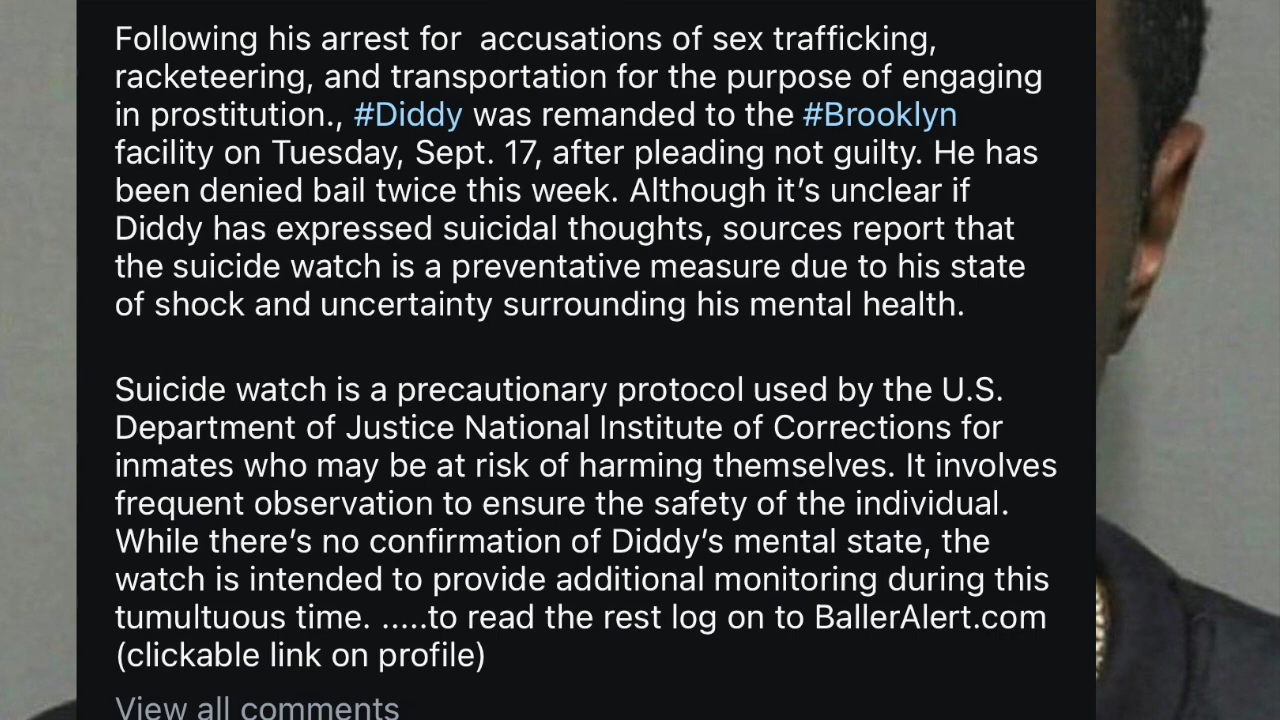 Following his arrest for  accusations of sex trafficking,
racketeering, and transportation for the purpose of engaging
in prostitution., #Diddy was remanded to the #Brooklyn
facility on Tuesday, Sept. 17, after pleading not guilty. He has
been denied bail twice this week. Although it’s unclear if
Diddy has expressed suicidal thoughts, sources report that
the suicide watch is a preventative measure due to his state
of shock and uncertainty surrounding his mental health.

Suicide watch is a precautionary protocol used by the U.S.
Department of Justice National Institute of Corrections for
inmates who may be at risk of harming themselves. It involves
frequent observation to ensure the safety of the individual.
While there’s no confirmation of Diddy’s mental state, the
watch is intended to provide additional monitoring during this
tumultuous time. .....to read the rest log on to BallerAlert.com
(clickable link on profile)
View all comments